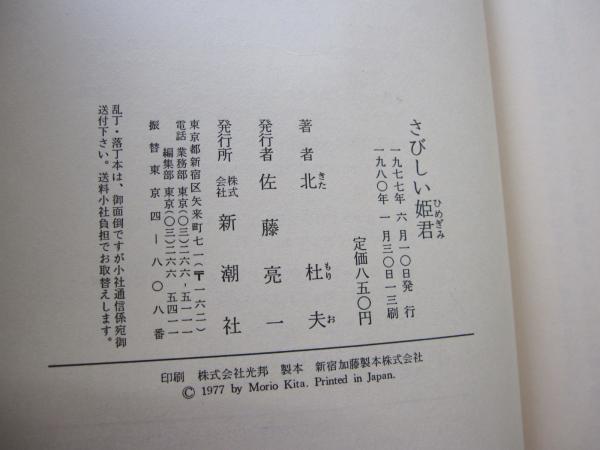 さびしい姫君
ひめぎみ
一九七七年 六月一〇日発行
一九八〇年 一月三〇日一三刷
定価八五〇円
著者 北 杜夫
きた もり お
発行者 佐藤亮一
発行所 株式会社 新潮社
東京都新宿区矢来町七一(〒一六二)
電話 業務部 東京(〇三)二六六-五一一一
編集部 東京(〇三)二六六 五四一一
振替 東京四―八〇八番
乱丁・落丁本は、御面倒ですが小社通信係宛御
送付下さい。送料小社負担でお取替えします。
印刷 株式会社光邦 製本 新宿加藤製本株式会社
© 1977 by Morio Kita. Printed in Japan.